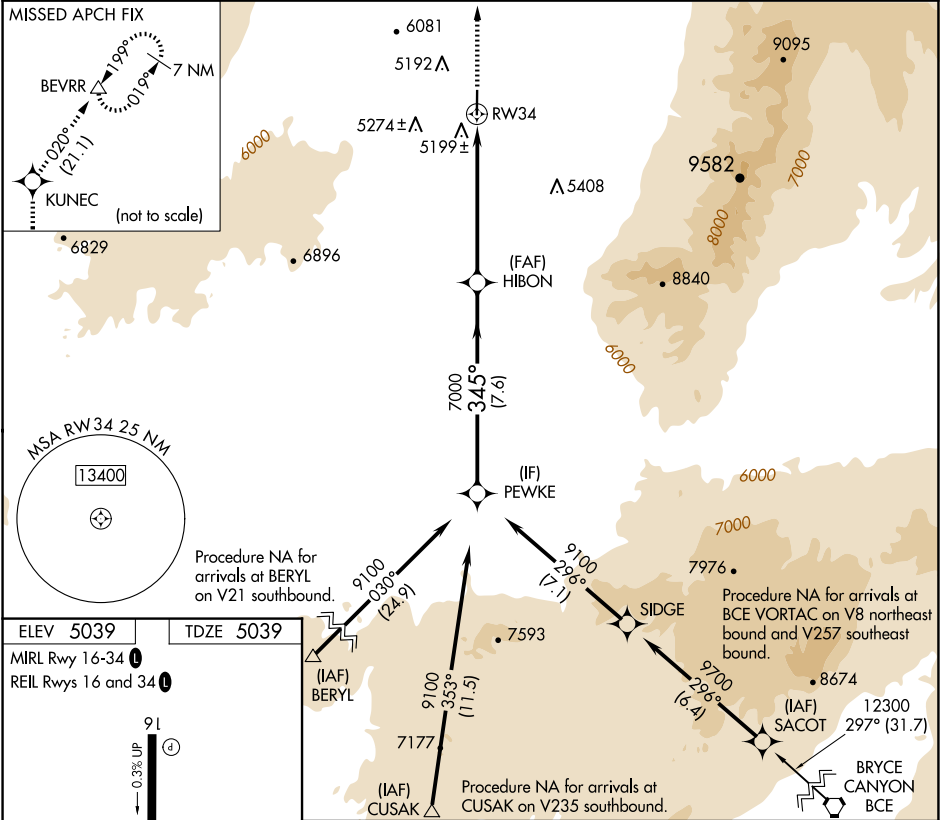 MISSED APCH FIX
199°
7 NM
BEVRR
019°
020°
(21.1)
KUNEC
(not to scale)
6081
5192
RW34
5274±
5199±
5408
9095
9582
7000
8000
8840
6000
6000
6829
6896
(FAF)
HIBON
7000
345°
(7.6)
MSA RW34 25 NM
13400
(IF)
PEWKE
6000
7000
7976
Procedure NA for
arrivals at BERYL
on V21 southbound.
9100
030°
(24.9)
(IAF)
BERYL
9100
353°
(11.5)
7593
7177
(IAF)
CUSAK
Procedure NA for arrivals at
CUSAK on V235 southbound.
9100
296°
(7.1)
SIDGE
Procedure NA for arrivals at
BCE VORTAC on V8 northeast
bound and V257 southeast
bound.
8674
9700
296°
(6.4)
(IAF)
SACOT
12300
297° (31.7)
BRYCE
CANYON
BCE
ELEV 5039
TDZE 5039
MIRL Rwy 16-34 L
REIL Rwys 16 and 34 L
16
P
0.3% UP